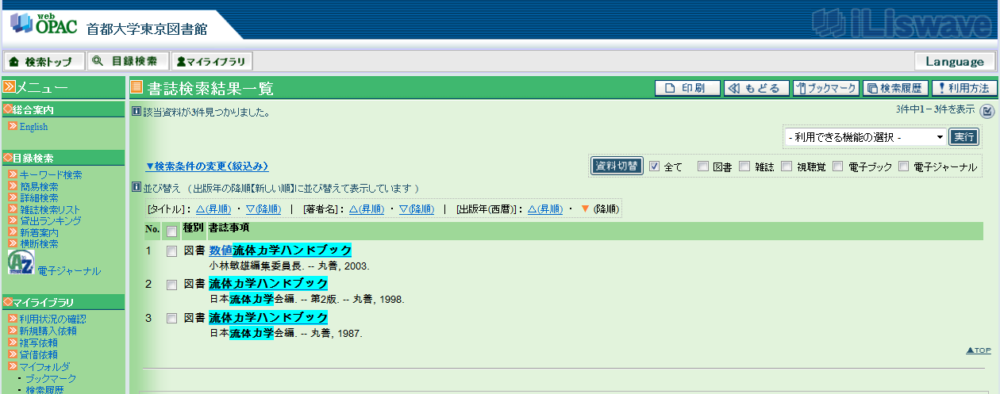 web
OPAC 首都大学東京図書館 iLiswave
検索トップ 目録検索 マイライブラリ Language
メニュー 書誌検索結果一覧 印刷 もどる ブックマーク 検索履歴 利用方法
総合案内
English
該当資料が3件見つかりました。 3件中1－3件を表示
- 利用できる機能の選択 - 実行
目録検索
キーワード検索
簡易検索
詳細検索
雑誌検索リスト
貸出ランキング
新着案内
横断検索
AtoZ 電子ジャーナル
▼検索条件の変更(絞込み) 資料切替 全て 図書 雑誌 視聴覚 電子ブック 電子ジャーナル
並び替え （出版年の降順【新しい順】に並び替えて表示しています ）
[タイトル]： △(昇順) ・ ▽(降順) ｜ [著者名]： △(昇順) ・ ▽(降順) ｜ [出版年(西暦)]： △(昇順) ・ ▼ (降順)
No. 種別 書誌事項
1 図書 数値流体力学ハンドブック
小林敏雄編集委員長. -- 丸善, 2003.
2 図書 流体力学ハンドブック
日本流体力学会編. -- 第2版. -- 丸善, 1998.
3 図書 流体力学ハンドブック
日本流体力学会編. -- 丸善, 1987.
▲TOP
マイライブラリ
利用状況の確認
新規購入依頼
複写依頼
貸借依頼
マイフォルダ
・ブックマーク
・検索履歴